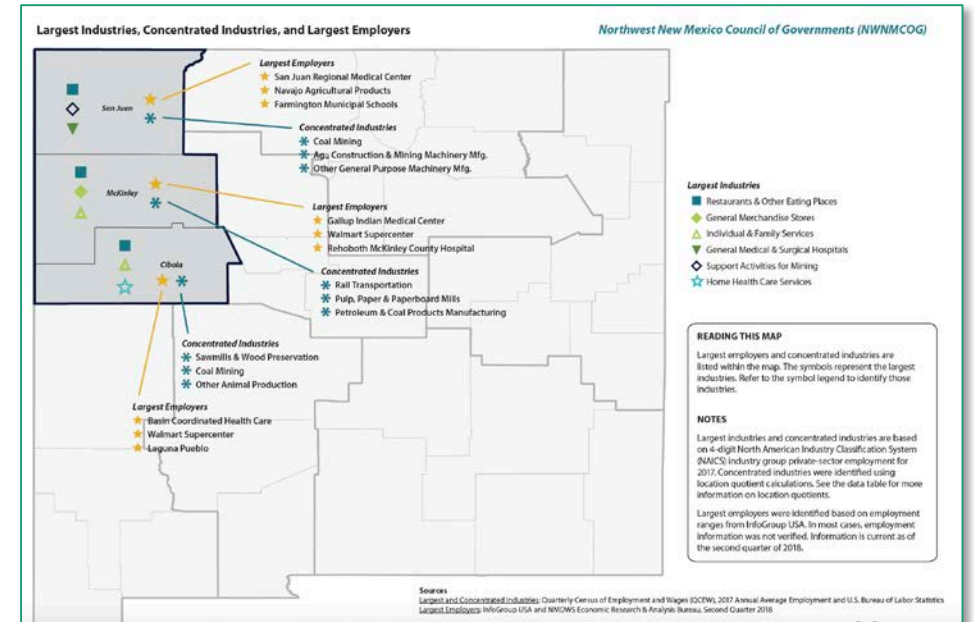 Largest Industries, Concentrated Industries, and Largest Employers
Northwest New Mexico Council of Governments (NWNMCOG)
Largest Employers
San Juan Regional Medical Center
Navajo Agricultural Products
Farmington Municipal Schools
San Juan
Concentrated Industries
Coal Mining
Ag., Construction & Mining Machinery Mfg.
Other General Purpose Machinery Mfg.
McKinley
Largest Employers
Gallup Indian Medical Center
Walmart Supercenter
Rehoboth McKinley County Hospital
Concentrated Industries
Rail Transportation
Pulp, Paper & Paperboard Mills
Petroleum & Coal Products Manufacturing
Cibola
Concentrated Industries
Sawmills & Wood Preservation
Coal Mining
Other Animal Production
Largest Employers
Basin Coordinated Health Care
Walmart Supercenter
Laguna Pueblo
Largest Industries
Restaurants & Other Eating Places
General Merchandise Stores
Individual & Family Services
General Medical & Surgical Hospitals
Support Activities for Mining
Home Health Care Services
READING THIS MAP
Largest employers and concentrated industries are
listed within the map. The symbols represent the largest
industries. Refer to the symbol legend to identify those
industries.
NOTES
Largest industries and concentrated industries are based
on 4-digit North American Industry Classification System
(NAICS) industry group private-sector employment for
2017. Concentrated industries were identified using
location quotient calculations. See the data table for more
information on location quotients.
Largest employers were identified based on employment
ranges from InfoGroup USA. In most cases, employment
information was not verified. Information is current as of
the second quarter of 2018.
Sources
Largest and Concentrated Industries: Quarterly Census of Employment and Wages (QCEW), 2017 Annual Average Employment and U.S. Bureau of Labor Statistics
Largest Employers: InfoGroup USA and NMDWS Economic Research & Analysis Bureau, Second Quarter 2018